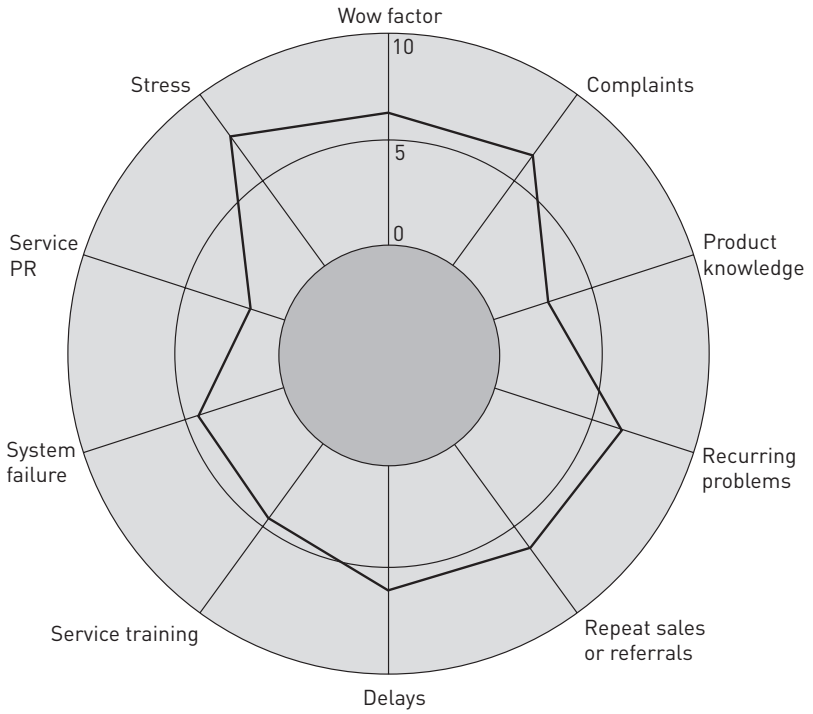 Wow factor
10
Stress
Complaints
5
0
Service
PR
Product
knowledge
System
failure
Recurring
problems
Service training
Repeat sales
or referrals
Delays